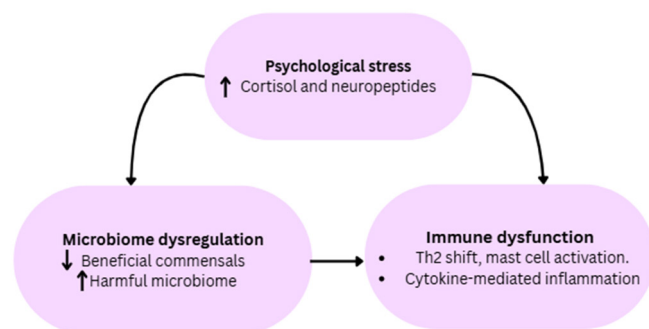 Psychological stress
↑ Cortisol and neuropeptides
Microbiome dysregulation
↓ Beneficial commensals
↑Harmful microbiome
Immune dysfunction
• Th2 shift, mast cell activation.
• Cytokine-mediated inflammation